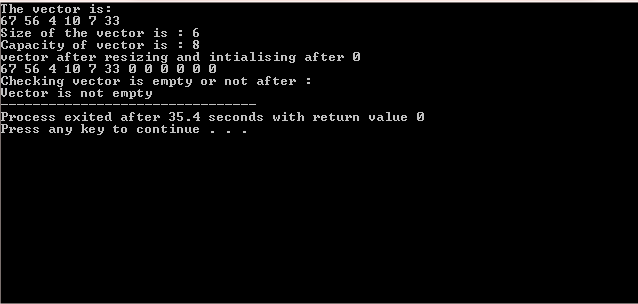 The vector is:
67 56 4 10 7 33
Size of the vector is : 6
Capacity of vector is : 8
vector after resizing and intialising after 0
67 56 4 10 7 33 0 0 0 0 0 0
Checking vector is empty or not after :
Vector is not empty
--------------------------------
Process exited after 35.4 seconds with return value 0
Press any key to continue . . .